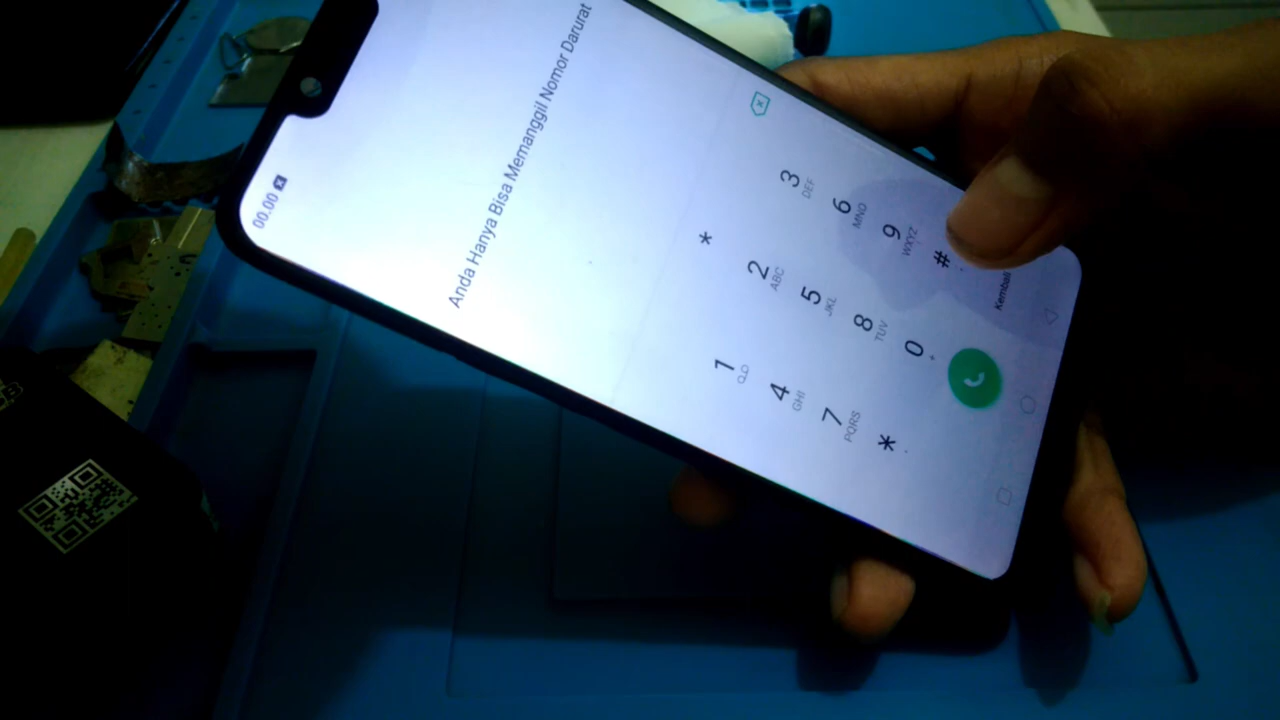 00.00
Anda Hanya Bisa Memanggil Nomor Darurat
*
1 2 3
ABC DEF
4 5 6
GHI JKL MNO
7 8 9
PQRS TUV WXYZ
* 0 #
+
Kembali